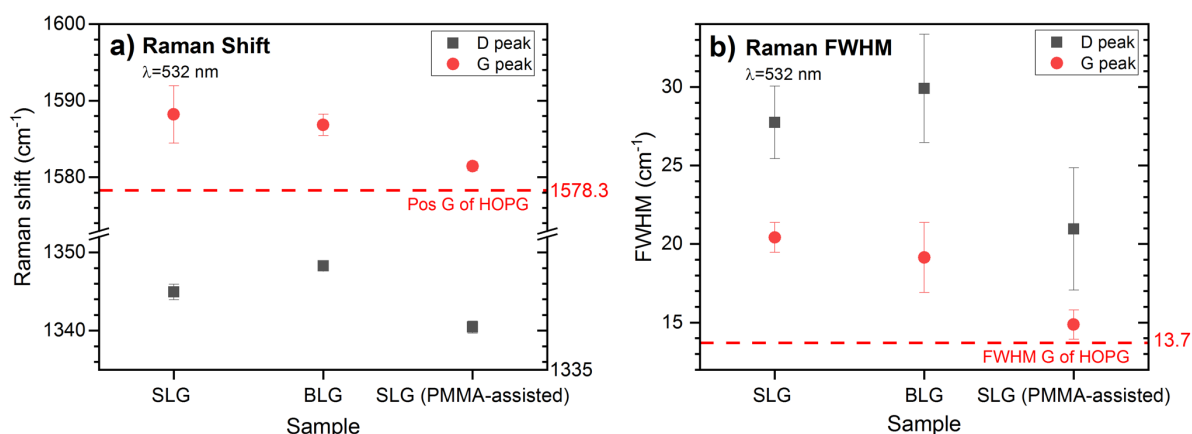 a) Raman Shift
λ=532 nm
D peak
G peak
1600
1590
1580
1350
1340
Raman shift (cm-1)
Pos G of HOPG
1578.3
1335
SLG
BLG
SLG (PMMA-assisted)
Sample
b) Raman FWHM
λ=532 nm
D peak
G peak
30
25
20
15
FWHM (cm-1)
FWHM G of HOPG
13.7
SLG
BLG
SLG (PMMA-assisted)
Sample